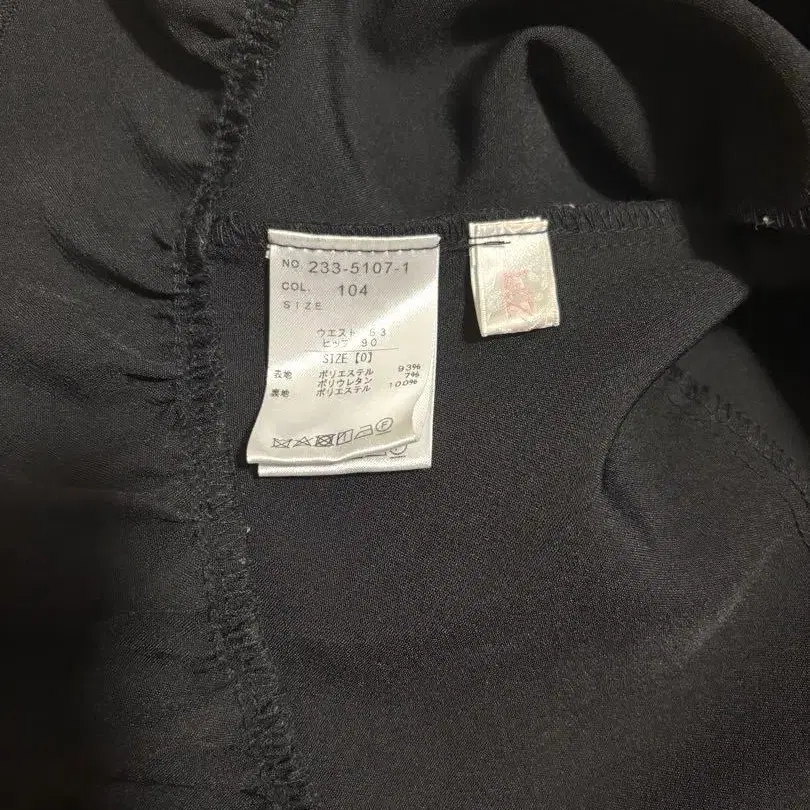 NO. 233-5107-1
COL. 104
SIZE
ウエスト 63
ヒップ 90
SIZE【0】
表地 ポリエステル 93%
ポリウレタン 7%
裏地 ポリエステル 100%
F